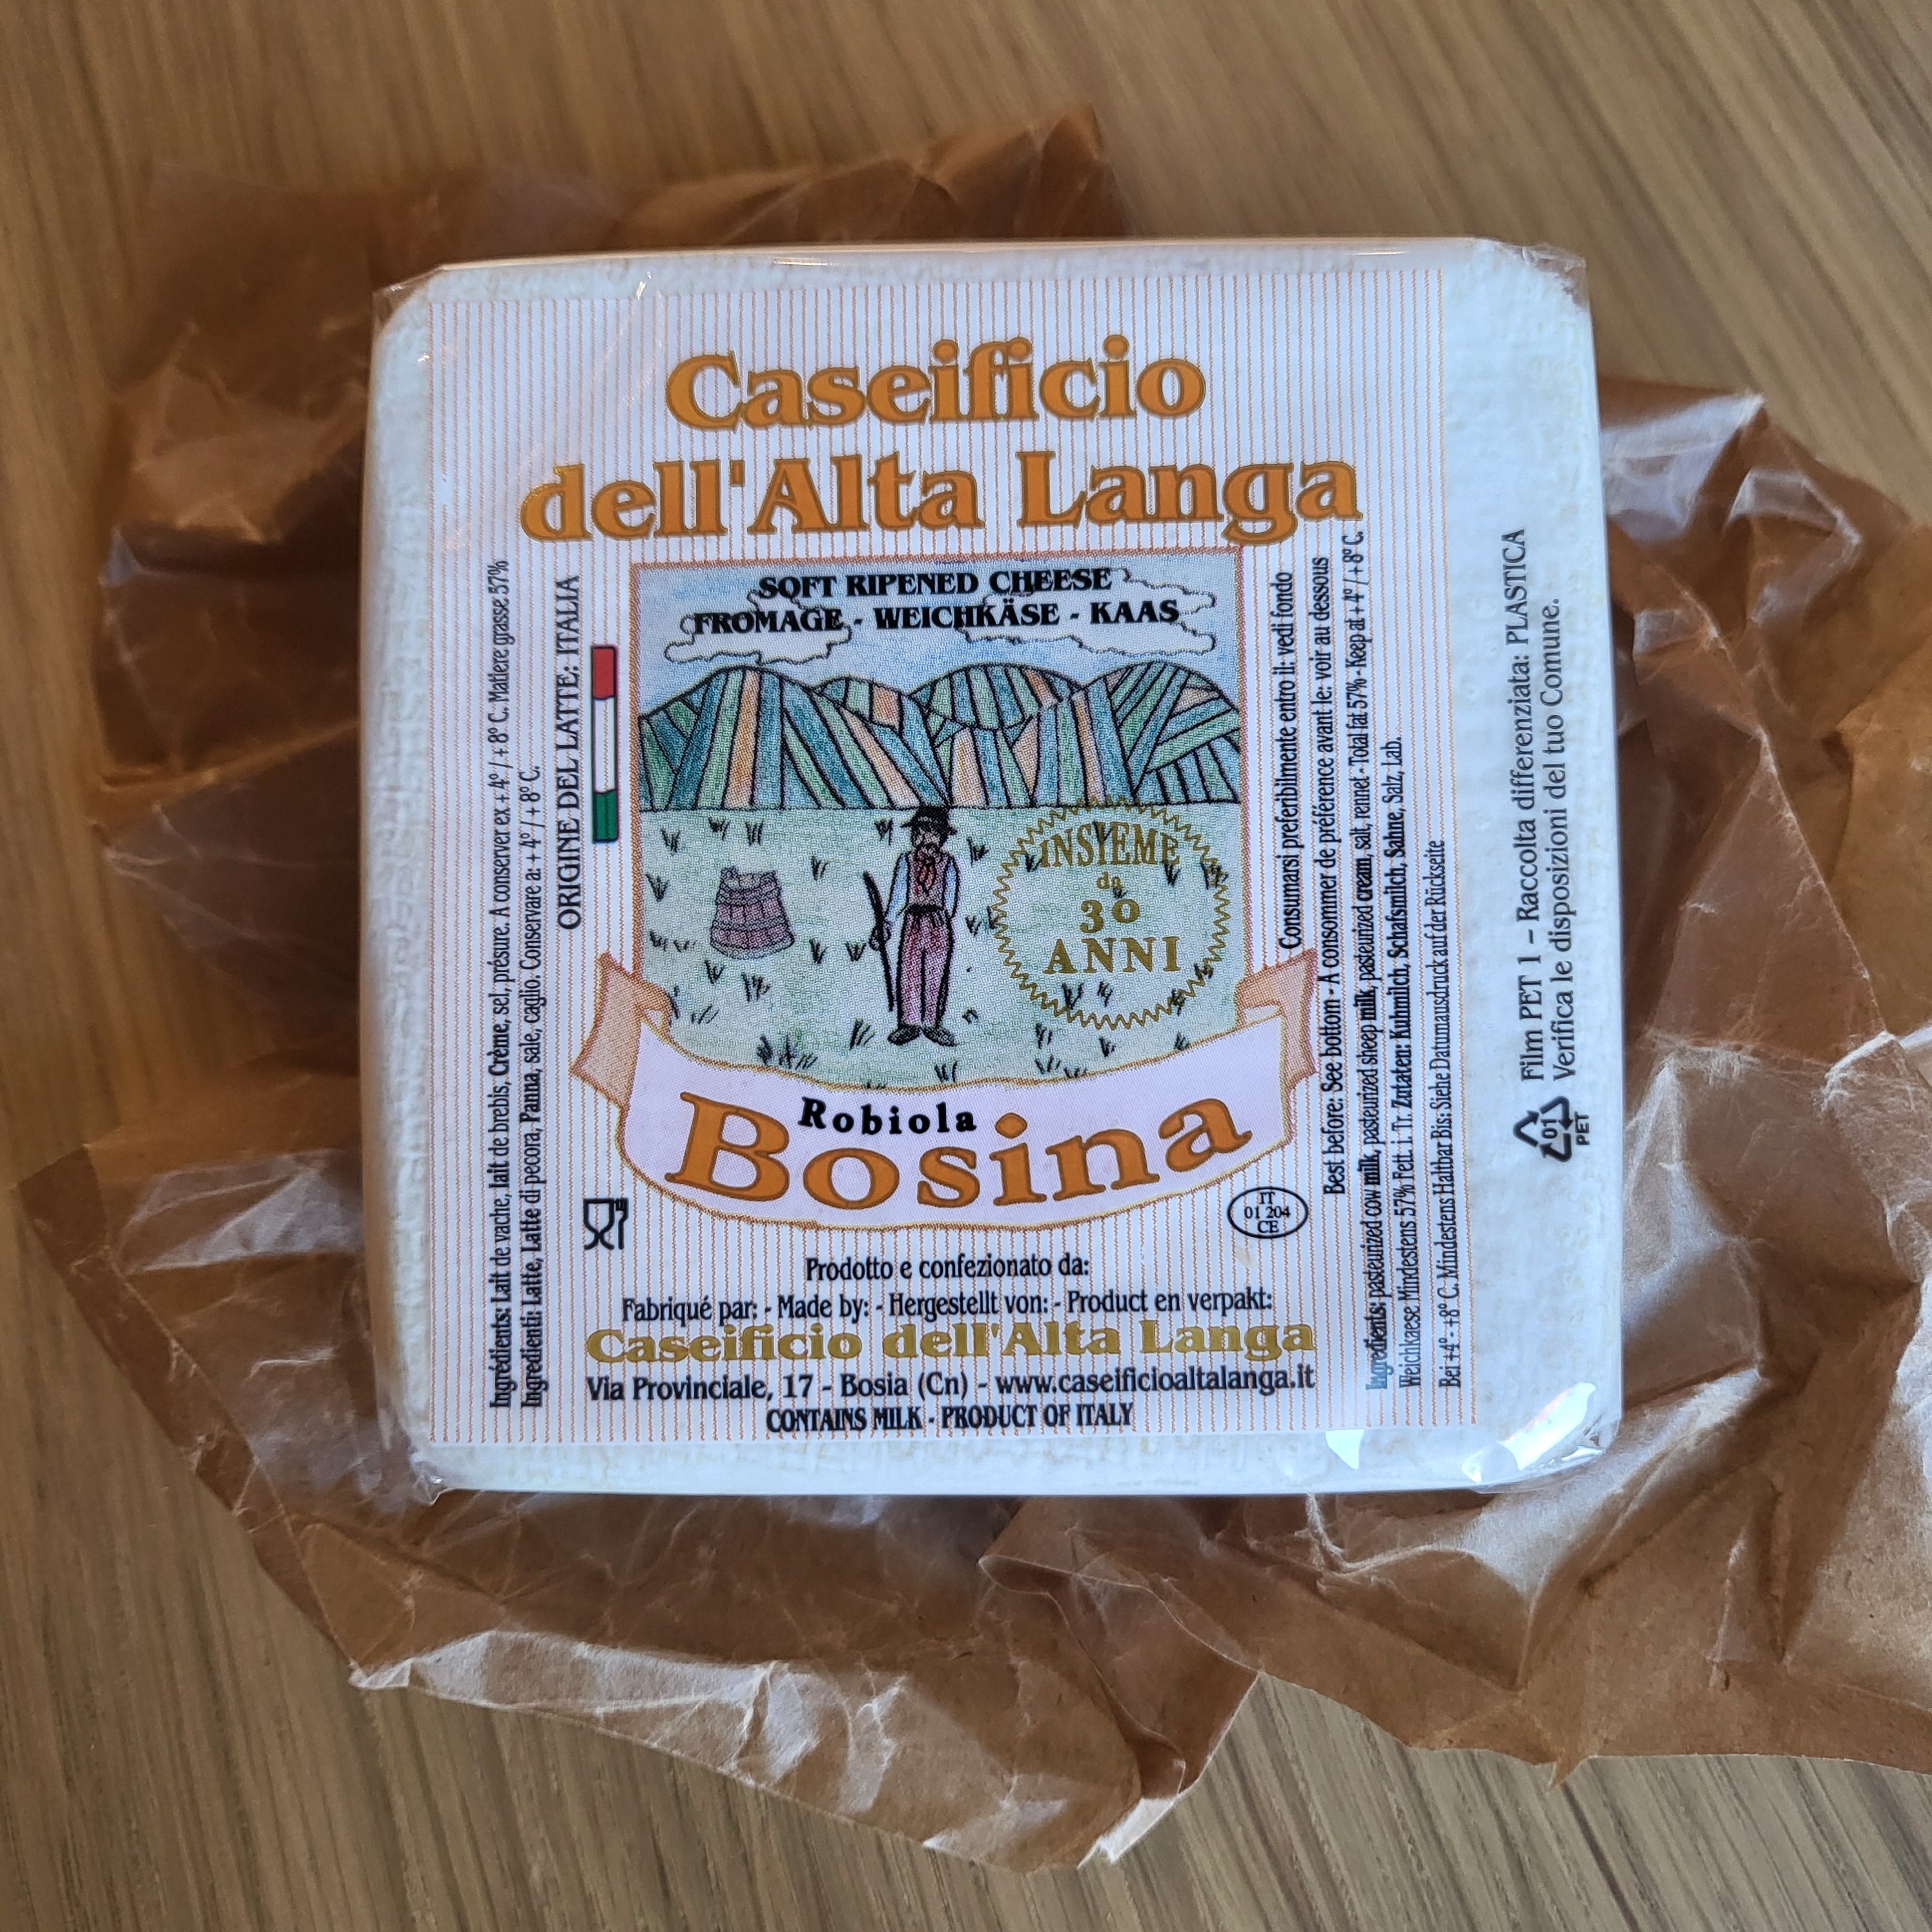 Caseificio
dell'Alta Langa
SOFT RIPENED CHEESE
FROMAGE - WEICHKÄSE - KAAS
INSIEME
da
30
ANNI
Robiola
Bosina
IT
01 204
CE
Prodotto e confezionato da:
Fabriqué par: - Made by: - Hergestellt von: - Product en verpakt:
Caseificio dell'Alta Langa
Via Provinciale, 17 - Bosia (Cn) - www.caseificioaltalanga.it
CONTAINS MILK - PRODUCT OF ITALY
Ingrédients: Lait de vache, lait de brebis, Crème, sel, présure. A conserver ex + 4° / + 8° C. Matiere grasse 57%
Ingredienti: Latte, Latte di pecora, Panna, sale, caglio. Conservare a: + 4° / + 8° C.
ORIGINE DEL LATTE: ITALIA
Consumarsi preferibilmente entro il: vedi fondo
Best before: See bottom - A consommer de préférence avant le: voir au dessous
Ingredients: pasteurized cow milk, pasteurized sheep milk, pasteurized cream, salt, rennet - Total fat 57% - Keep at + 4° / + 8° C.
Weichkaese Mindestens 57% Fett. i. Tr. Zutaten: Kuhmilch, Schafsmilch, Sahne, Salz, Lab.
Bei +4° - +8° C. Mindestens Haltbar Bis: Siehe Datumausdruck auf der Rückseite
Film PET 1 - Raccolta differenziata: PLASTICA
Verifica le disposizioni del tuo Comune.
01
PET